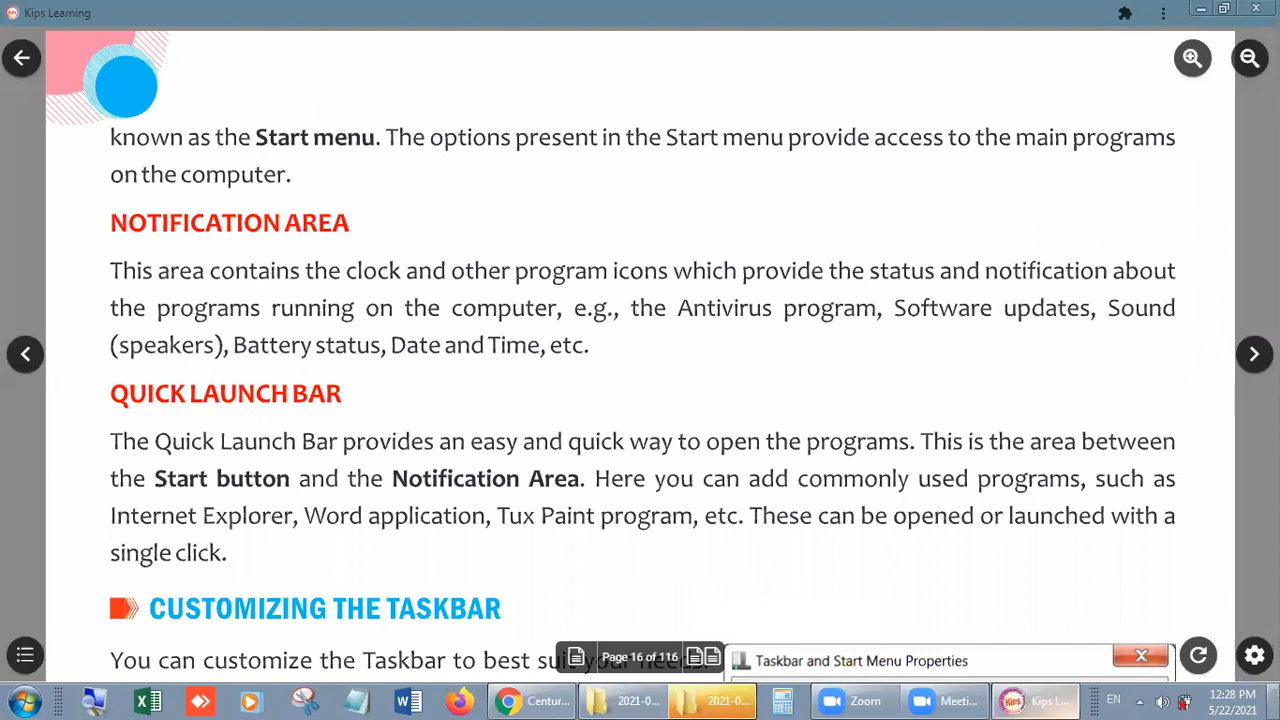 Kips Learning
known as the Start menu. The options present in the Start menu provide access to the main programs
on the computer.
NOTIFICATION AREA
This area contains the clock and other program icons which provide the status and notification about
the programs running on the computer, e.g., the Antivirus program, Software updates, Sound
(speakers), Battery status, Date and Time, etc.
QUICK LAUNCH BAR
The Quick Launch Bar provides an easy and quick way to open the programs. This is the area between
the Start button and the Notification Area. Here you can add commonly used programs, such as
Internet Explorer, Word application, Tux Paint program, etc. These can be opened or launched with a
single click.
CUSTOMIZING THE TASKBAR
You can customize the Taskbar to best suit your needs.
Page 16 of 116
Taskbar and Start Menu Properties
Centur...
2021-0...
2021-0...
Zoom
Meeti...
Kips
Kips L...
EN
12:28 PM
5/22/2021